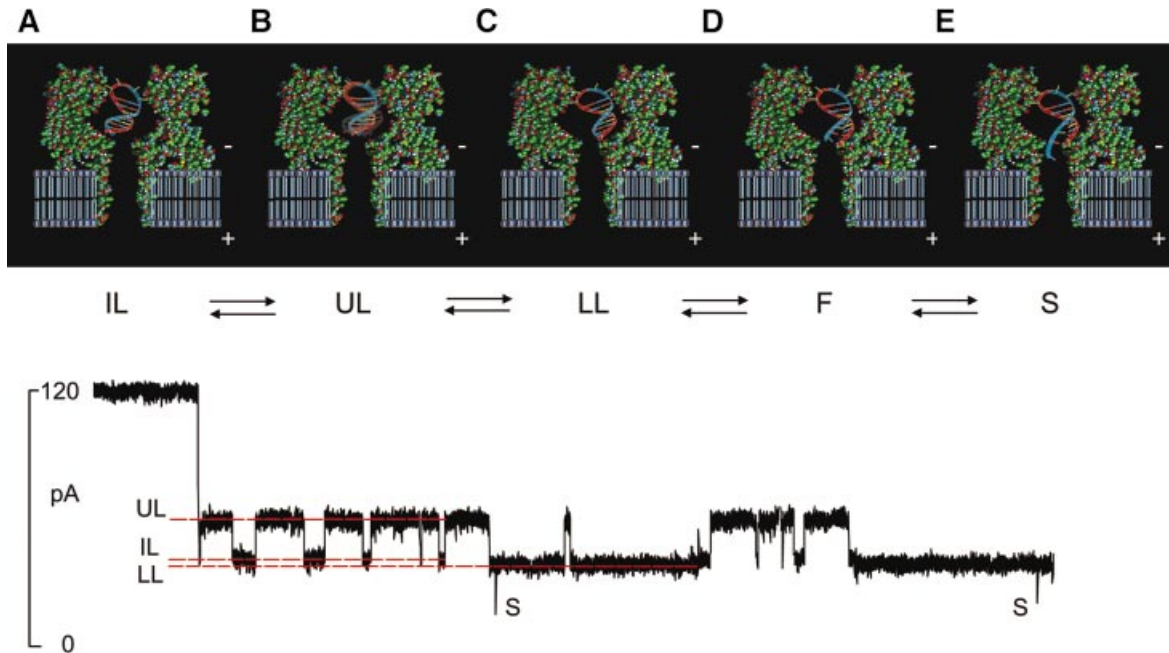 A B C D E
- - - - -
+ + + + +
IL UL LL F S
120
pA
UL
IL
LL
S S
0